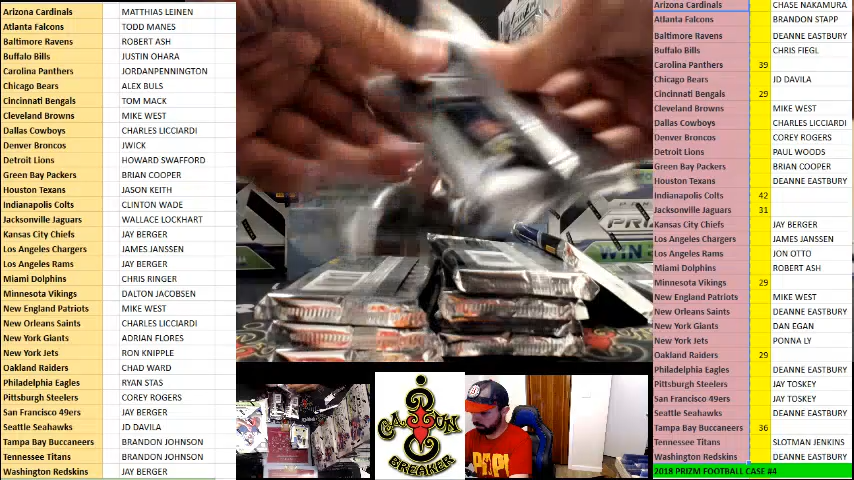 Arizona Cardinals MATTHIAS LEINEN
Atlanta Falcons TODD MANES
Baltimore Ravens ROBERT ASH
Buffalo Bills JUSTIN OHARA
Carolina Panthers JORDANPENNINGTON
Chicago Bears ALEX BULS
Cincinnati Bengals TOM MACK
Cleveland Browns MIKE WEST
Dallas Cowboys CHARLES LICCIARDI
Denver Broncos JWICK
Detroit Lions HOWARD SWAFFORD
Green Bay Packers BRIAN COOPER
Houston Texans JASON KEITH
Indianapolis Colts CLINTON WADE
Jacksonville Jaguars WALLACE LOCKHART
Kansas City Chiefs JAY BERGER
Los Angeles Chargers JAMES JANSSEN
Los Angeles Rams JAY BERGER
Miami Dolphins CHRIS RINGER
Minnesota Vikings DALTON JACOBSEN
New England Patriots MIKE WEST
New Orleans Saints CHARLES LICCIARDI
New York Giants ADRIAN FLORES
New York Jets RON KNIPPLE
Oakland Raiders CHAD WARD
Philadelphia Eagles RYAN STAS
Pittsburgh Steelers COREY ROGERS
San Francisco 49ers JAY BERGER
Seattle Seahawks JD DAVILA
Tampa Bay Buccaneers BRANDON JOHNSON
Tennessee Titans BRANDON JOHNSON
Washington Redskins JAY BERGER
WIN
CAJUN
BREAKER
Arizona Cardinals CHASE NAKAMURA
Atlanta Falcons BRANDON STAPP
Baltimore Ravens DEANNE EASTBURY
Buffalo Bills CHRIS FIEGL
Carolina Panthers 39
Chicago Bears JD DAVILA
Cincinnati Bengals 29
Cleveland Browns MIKE WEST
Dallas Cowboys CHARLES LICCIARDI
Denver Broncos COREY ROGERS
Detroit Lions PAUL WOODS
Green Bay Packers BRIAN COOPER
Houston Texans DEANNE EASTBURY
Indianapolis Colts 42
Jacksonville Jaguars 31
Kansas City Chiefs JAY BERGER
Los Angeles Chargers JAMES JANSSEN
Los Angeles Rams JON OTTO
Miami Dolphins ROBERT ASH
Minnesota Vikings 29
New England Patriots MIKE WEST
New Orleans Saints DEANNE EASTBURY
New York Giants DAN EGAN
New York Jets PONNA LY
Oakland Raiders 29
Philadelphia Eagles DEANNE EASTBURY
Pittsburgh Steelers JAY TOSKEY
San Francisco 49ers JAY TOSKEY
Seattle Seahawks DEANNE EASTBURY
Tampa Bay Buccaneers 36
Tennessee Titans SLOTMAN JENKINS
Washington Redskins DEANNE EASTBURY
2018 PRIZM FOOTBALL CASE #4